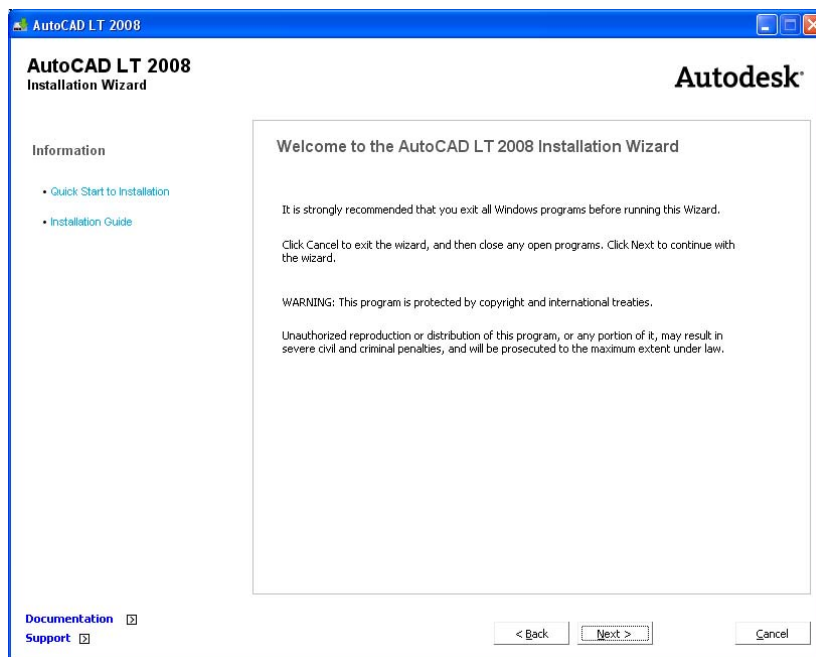 AutoCAD LT 2008
AutoCAD LT 2008
Installation Wizard
Autodesk
Information
• Quick Start to Installation
• Installation Guide
Welcome to the AutoCAD LT 2008 Installation Wizard
It is strongly recommended that you exit all Windows programs before running this Wizard.
Click Cancel to exit the wizard, and then close any open programs. Click Next to continue with
the wizard.
WARNING: This program is protected by copyright and international treaties.
Unauthorized reproduction or distribution of this program, or any portion of it, may result in
severe civil and criminal penalties, and will be prosecuted to the maximum extent under law.
Documentation
Support
< Back
Next >
Cancel